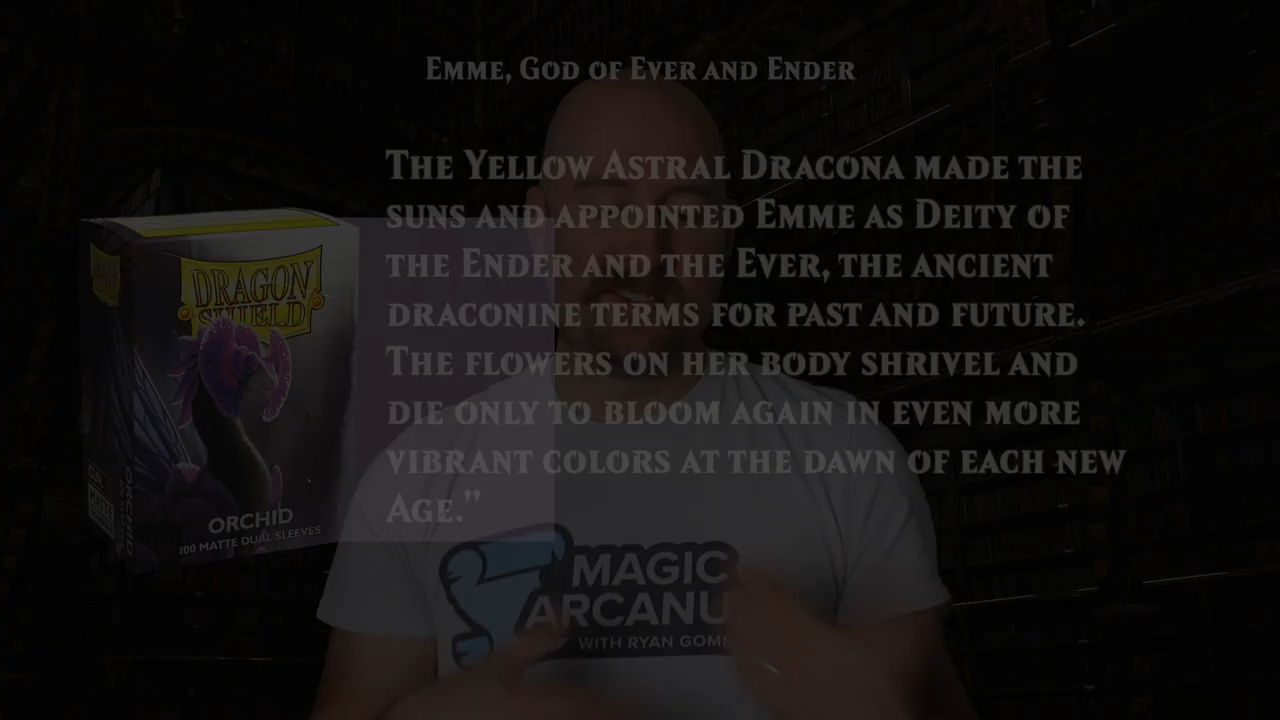 Emme, God of Ever and Ender
The Yellow Astral Dracona made the
suns and appointed Emme as Deity of
the Ender and the Ever, the ancient
draconine terms for past and future.
The flowers on her body shrivel and
die only to bloom again in even more
vibrant colors at the dawn of each new
Age."
DRAGON
SHIELD
ORCHID
100 MATTE DUAL SLEEVES
ORCHID
MAGIC
ARCANU
WITH RYAN GOME